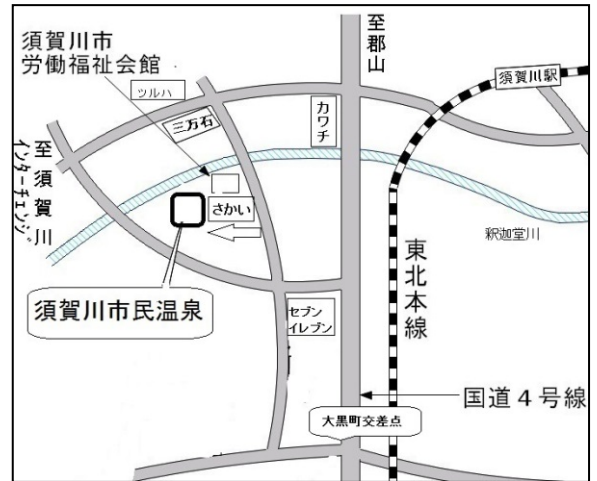 須賀川市
労働福祉会館
ツルハ
三万石
カワチ
至郡山
須賀川駅
至須賀川
インターチェンジ
さかい
釈迦堂川
須賀川市民温泉
東北本線
セブン
イレブン
国道４号線
大黒町交差点